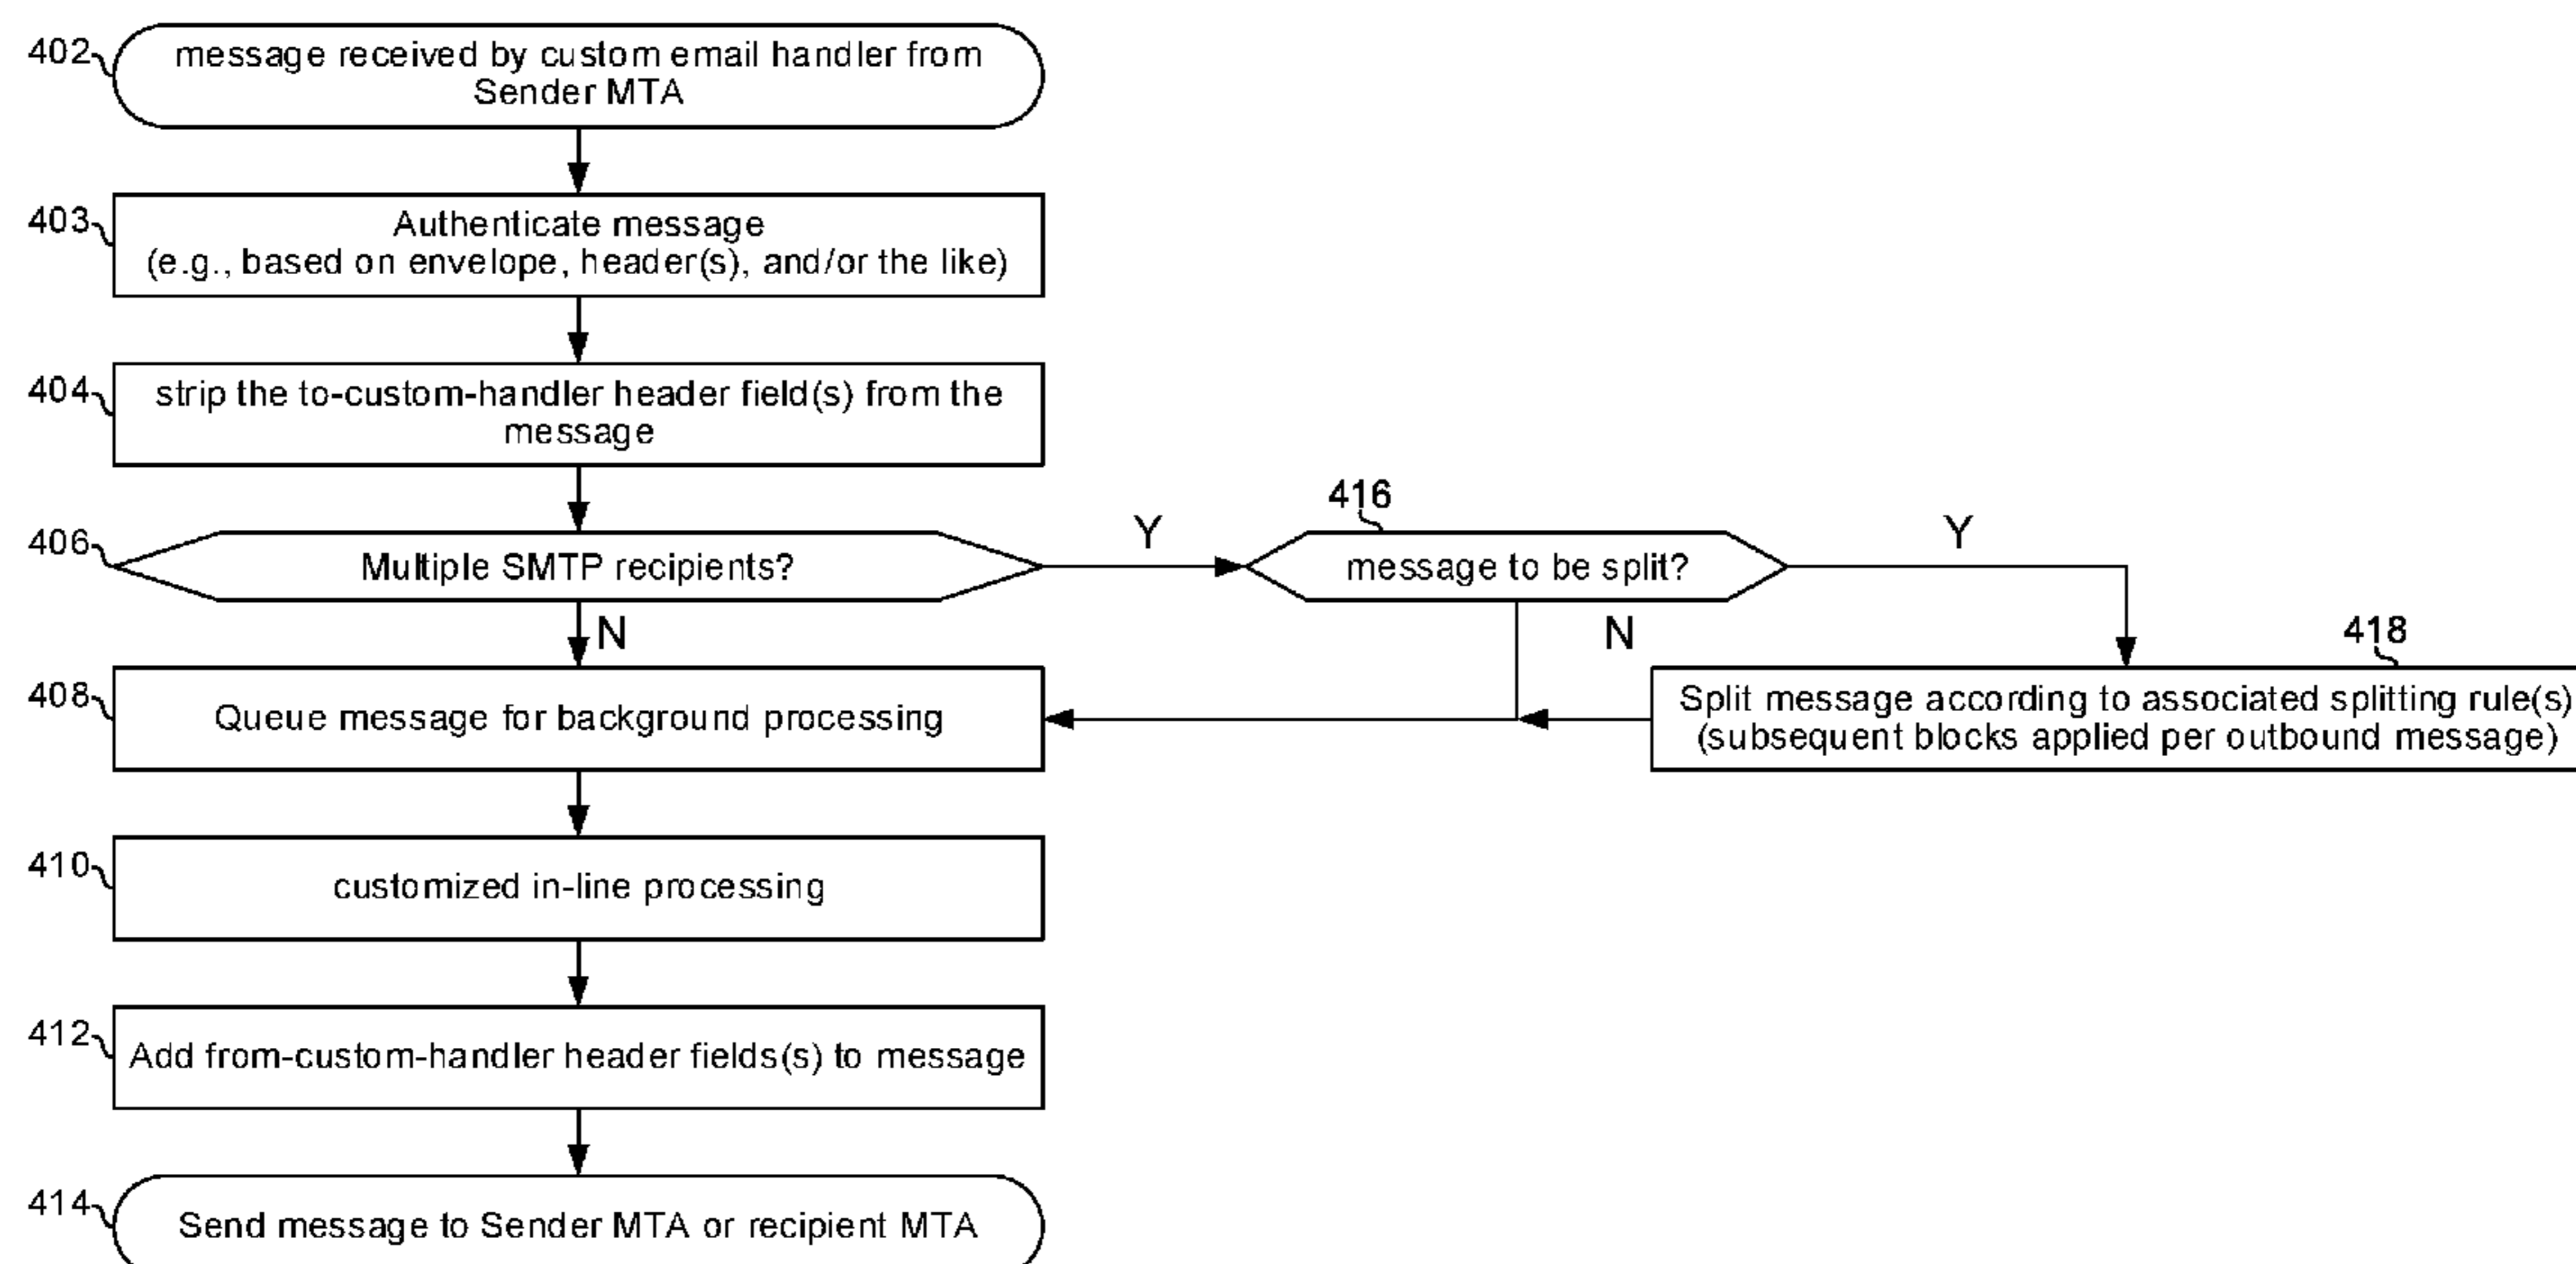 402
message received by custom email handler from
Sender MTA
403
Authenticate message
(e.g., based on envelope, header(s), and/or the like)
404
strip the to-custom-handler header field(s) from the
message
406
Multiple SMTP recipients?
Y
416
message to be split?
Y
N
N
418
Split message according to associated splitting rule(s)
(subsequent blocks applied per outbound message)
408
Queue message for background processing
410
customized in-line processing
412
Add from-custom-handler header fields(s) to message
414
Send message to Sender MTA or recipient MTA